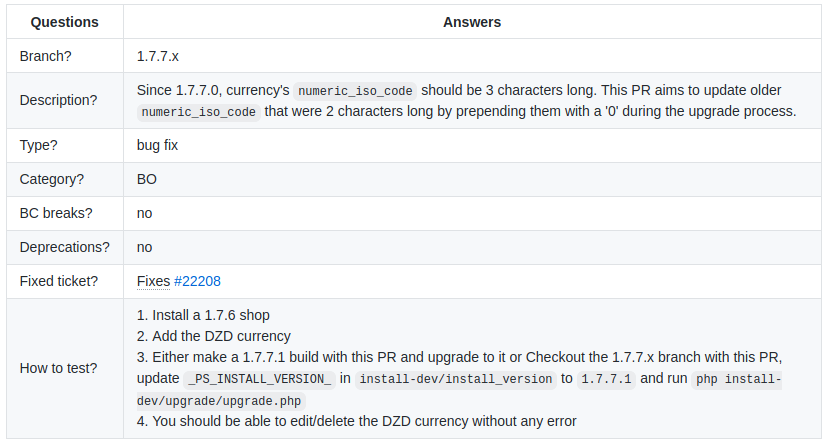 Questions Answers
Branch? 1.7.7.x
Description? Since 1.7.7.0, currency's numeric_iso_code should be 3 characters long. This PR aims to update older
numeric_iso_code that were 2 characters long by prepending them with a '0' during the upgrade process.
Type? bug fix
Category? BO
BC breaks? no
Deprecations? no
Fixed ticket? Fixes #22208
How to test? 1. Install a 1.7.6 shop
2. Add the DZD currency
3. Either make a 1.7.7.1 build with this PR and upgrade to it or Checkout the 1.7.7.x branch with this PR,
update _PS_INSTALL_VERSION_ in install-dev/install_version to 1.7.7.1 and run php install-
dev/upgrade/upgrade.php
4. You should be able to edit/delete the DZD currency without any error